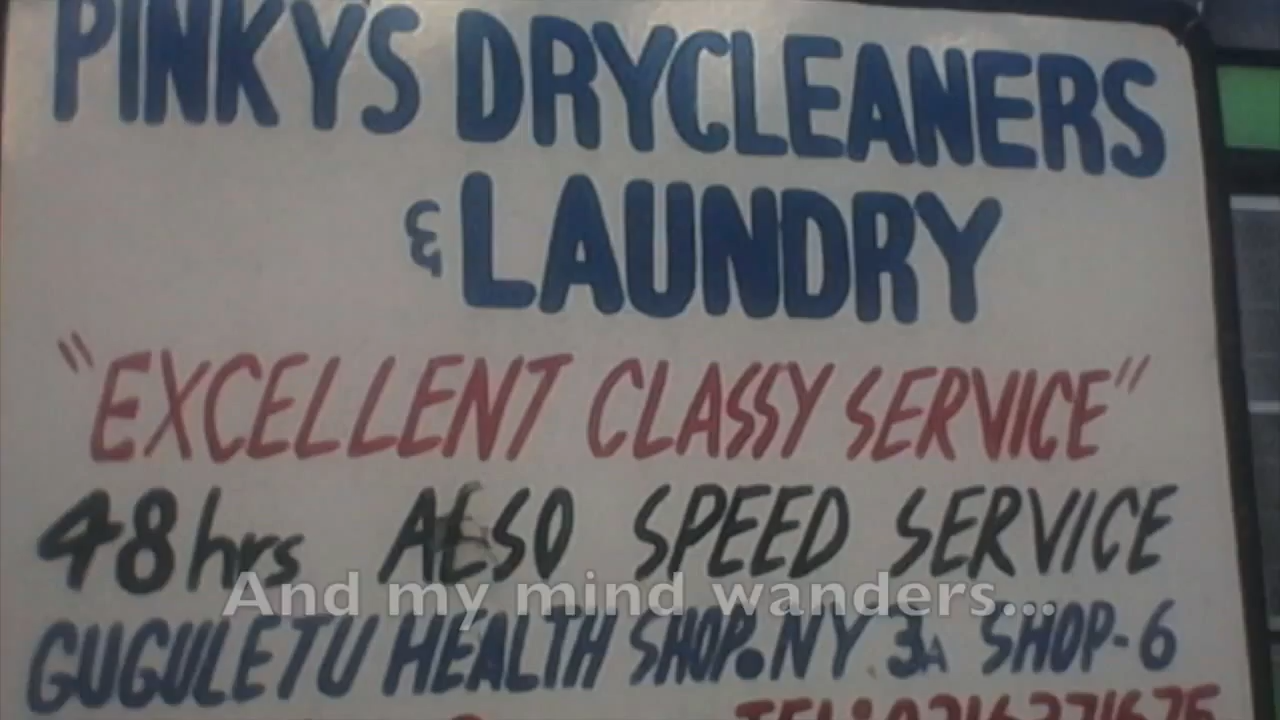 PINKYS DRYCLEANERS
& LAUNDRY
"EXCELLENT CLASSY SERVICE"
48hrs ALSO SPEED SERVICE
And my mind wanders...
GUGULETU HEALTH SHOP. NY 3A SHOP-6
TEL: